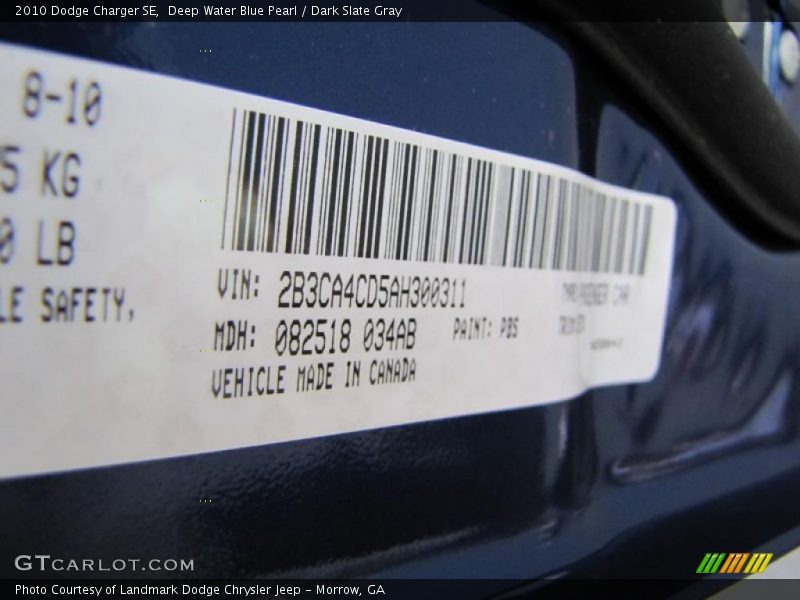 2010 Dodge Charger SE,  Deep Water Blue Pearl / Dark Slate Gray
8-10
5 KG
0 LB
LE SAFETY,
VIN: 2B3CA4CD5AH300311
MDH: 082518 034AB PAINT: PBS
VEHICLE MADE IN CANADA
PASSENGER CAR
GTCARLOT.COM
Photo Courtesy of Landmark Dodge Chrysler Jeep - Morrow, GA